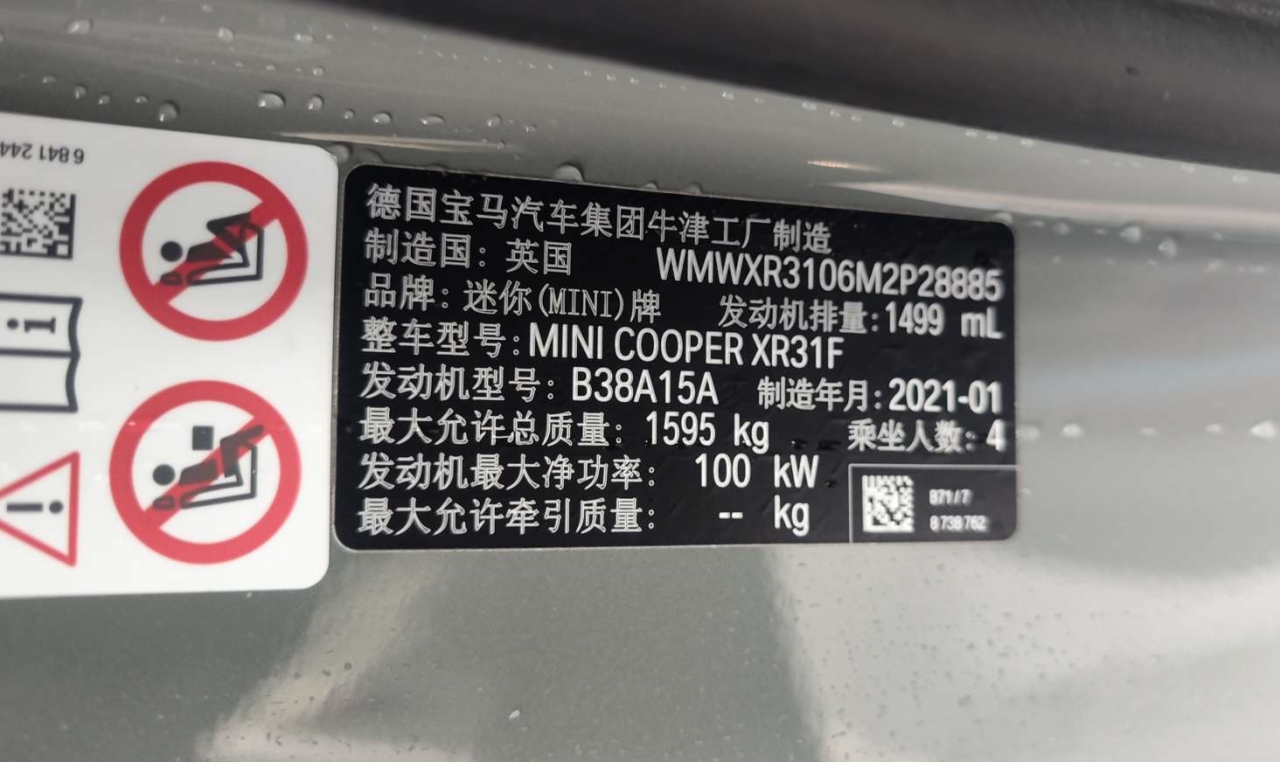 6 841 244
德国宝马汽车集团牛津工厂制造
制造国：英国 WMWXR3106M2P28885
品牌：迷你(MINI)牌 发动机排量:1499 mL
整车型号:MINI COOPER XR31F
发动机型号: B38A15A 制造年月:2021-01
最大允许总质量: 1595 kg 乘坐人数: 4
发动机最大净功率: 100 kW
最大允许牵引质量: -- kg
871/7
8 738 762